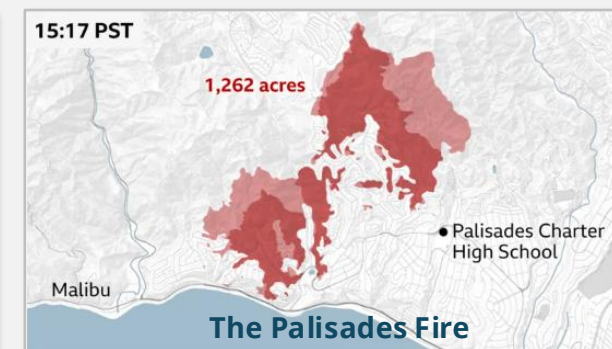 15:17 PST
1,262 acres
Palisades Charter
High School
Malibu
The Palisades Fire